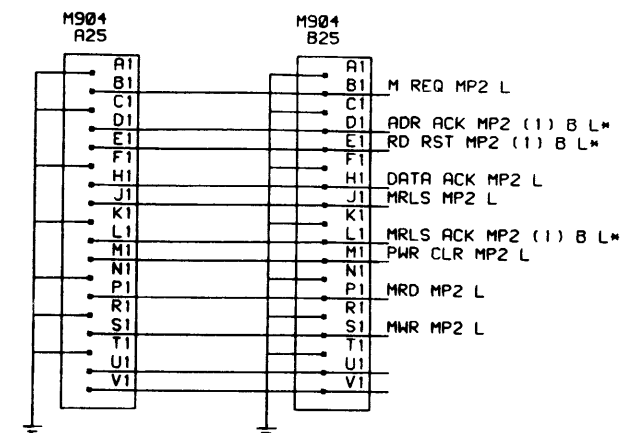 M904
A25
A1
B1
C1
D1
E1
F1
H1
J1
K1
L1
M1
N1
P1
R1
S1
T1
U1
V1
M904
B25
A1
B1 M REQ MP2 L
C1
D1 ADR ACK MP2 (1) B L*
E1 RD RST MP2 (1) B L*
F1
H1 DATA ACK MP2 L
J1 MRLS MP2 L
K1
L1 MRLS ACK MP2 (1) B L*
M1 PWR CLR MP2 L
N1
P1 MRD MP2 L
R1
S1 MWR MP2 L
T1
U1
V1